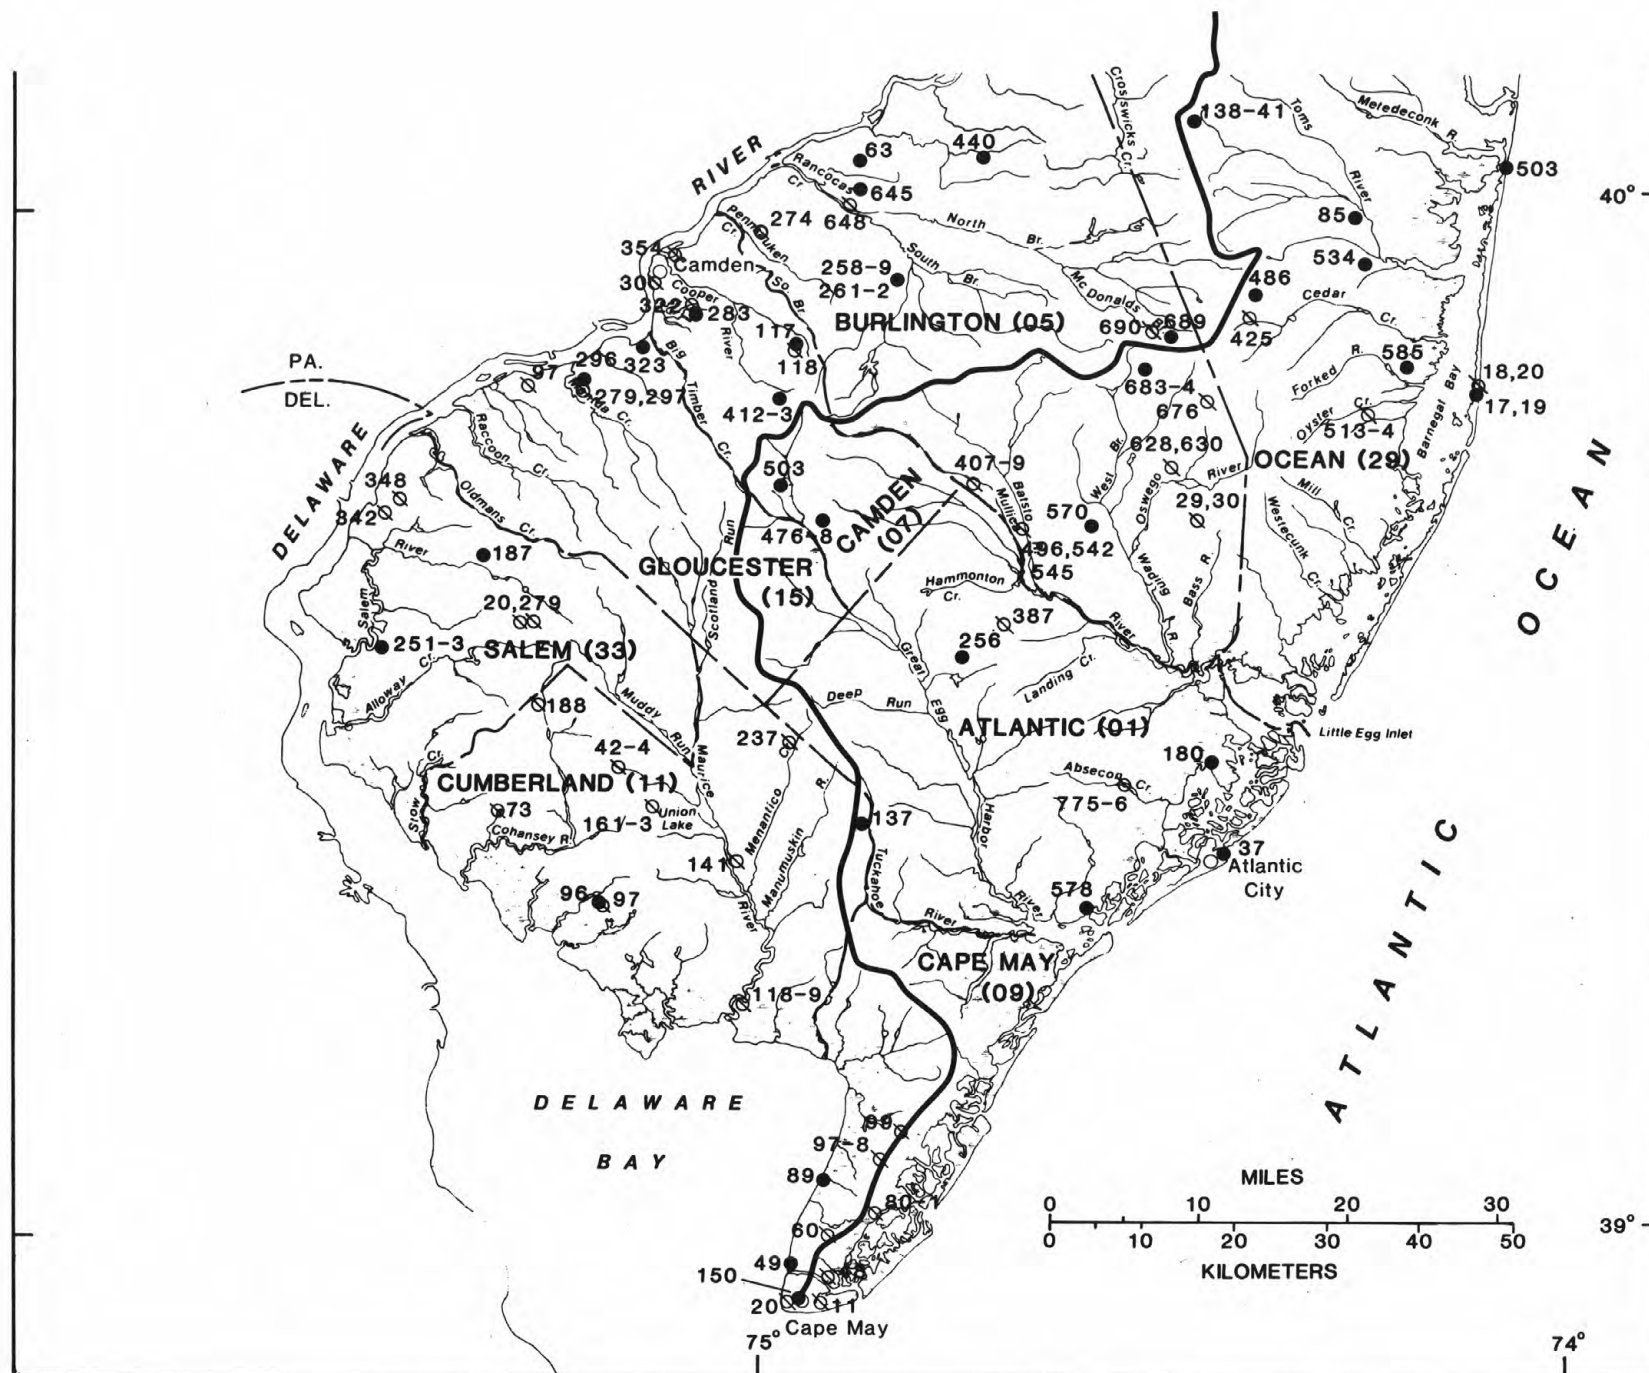 Crosswicks Cr.
138-41
Toms
River
Metedeconk R.
63
440
503
RIVER
Rancocas
Cr.
645
40°
274
648
North
Br.
85
Pennsauken
Cr.
354
Camden
So. Br.
258-9
261-2
South
Br.
534
486
Mc Donalds
Br.
Cedar
Cr.
30
Cooper
River
322
283
117
118
BURLINGTON (05)
690
689
425
PA.
DEL.
97
296
323
279,297
Big
Timber
Cr.
412-3
683-4
676
Forked
R.
585
18,20
17,19
Oyster
Cr.
513-4
Barnegat Bay
Raccoon
Cr.
Cr.
628,630
River
OCEAN (29)
DELAWARE
503
CAMDEN
(07)
407-9
Batsto
Mullica
West
Br.
Oswego
29,30
Mill
Cr.
Westecunk
Cr.
348
342
Oldmans
Cr.
570
476-8
496,542
545
River
187
Run
GLOUCESTER
(15)
Hammonton
Cr.
Wading
R.
Bass R.
Salem
20,279
Scotland
387
River
251-3
SALEM (33)
256
Great
Egg
Harbor
River
Landing
Cr.
Alloway
Cr.
188
Muddy
Run
Deep
Run
ATLANTIC (01)
Little Egg Inlet
42-4
237
180
Stow
Cr.
CUMBERLAND (11)
Maurice
River
Absecon
Cr.
73
775-6
Cohansey R.
161-3
Union
Lake
Menantico
Manumuskin
R.
137
37
Atlantic
City
141
Tuckahoe
River
578
96
97
CAPE MAY
(09)
118-9
ATLANTIC
OCEAN
DELAWARE
BAY
99
97-8
89
80-1
60
49
150
20
11
Cape May
MILES
0 10 20 30
0 10 20 30 40 50
KILOMETERS
39°
75°
74°